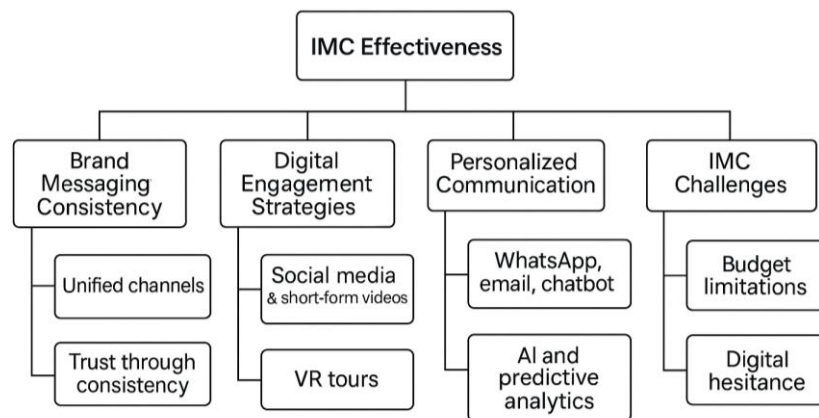 IMC Effectiveness
Brand
Messaging
Consistency
Unified channels
Trust through
consistency
Digital
Engagement
Strategies
Social media
& short-form videos
VR tours
Personalized
Communication
WhatsApp,
email, chatbot
AI and
predictive
analytics
IMC
Challenges
Budget
limitations
Digital
hesitance